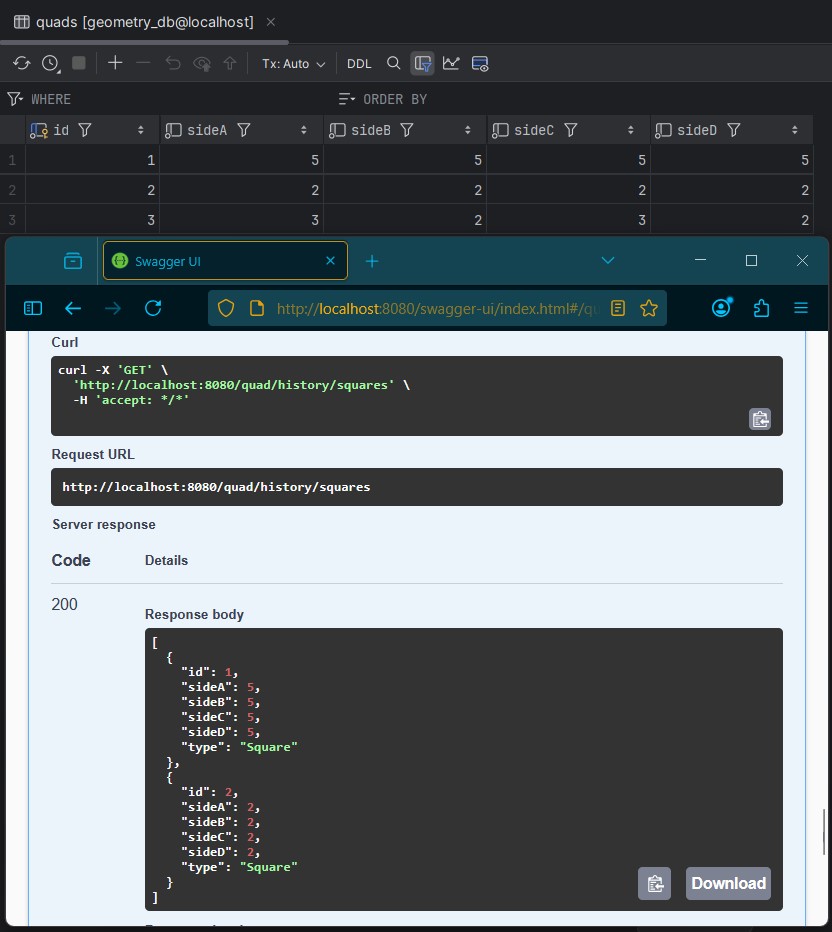 quads [geometry_db@localhost]
Tx: Auto DDL
WHERE ORDER BY
id sideA sideB sideC sideD
1 1 5 5 5 5
2 2 2 2 2 2
3 3 3 2 3 2
Swagger UI
http://localhost:8080/swagger-ui/index.html#/qu
Curl
curl -X 'GET' \
'http://localhost:8080/quad/history/squares' \
-H 'accept: */*'
Request URL
http://localhost:8080/quad/history/squares
Server response
Code Details
200
Response body
[
{
"id": 1,
"sideA": 5,
"sideB": 5,
"sideC": 5,
"sideD": 5,
"type": "Square"
},
{
"id": 2,
"sideA": 2,
"sideB": 2,
"sideC": 2,
"sideD": 2,
"type": "Square"
}
]
Download